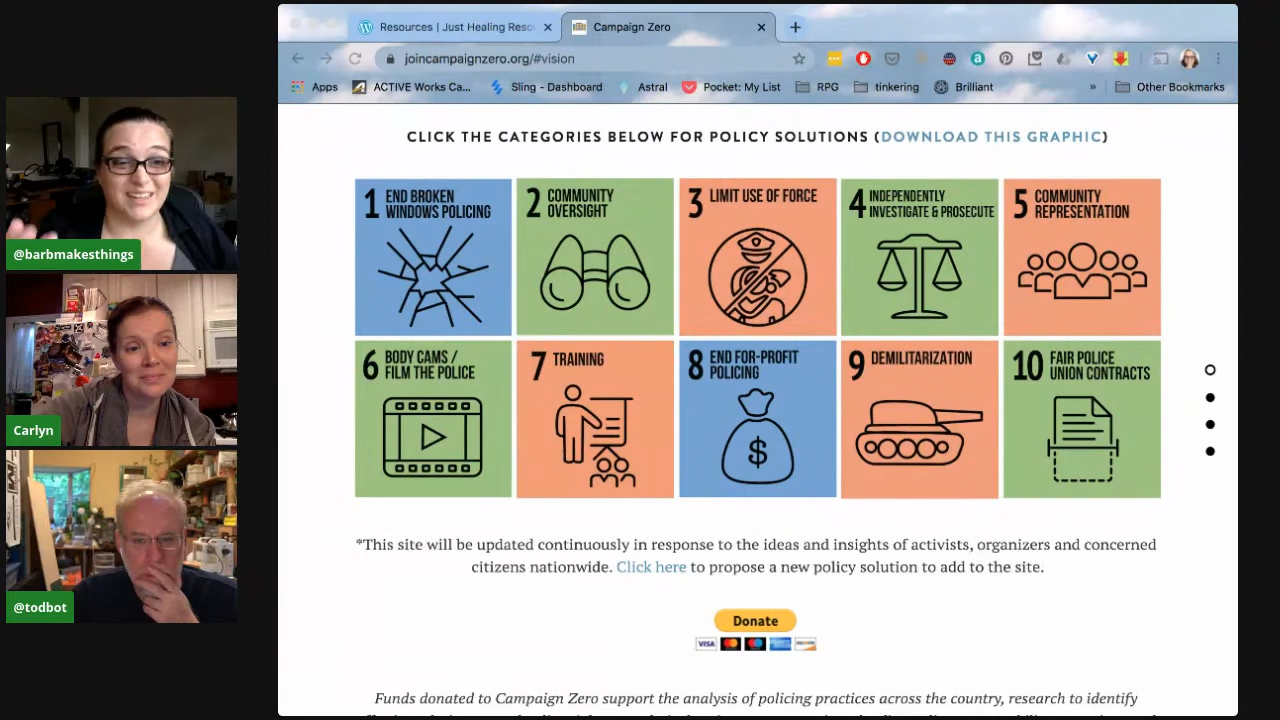 Resources | Just Healing Reso
Campaign Zero
joincampaignzero.org/#vision
Apps
ACTIVE Works Ca...
Sling - Dashboard
Astral
Pocket: My List
RPG
tinkering
Brilliant
»
Other Bookmarks
CLICK THE CATEGORIES BELOW FOR POLICY SOLUTIONS (DOWNLOAD THIS GRAPHIC)
1 END BROKEN
WINDOWS POLICING
2 COMMUNITY
OVERSIGHT
3 LIMIT USE OF FORCE
4 INDEPENDENTLY
INVESTIGATE & PROSECUTE
5 COMMUNITY
REPRESENTATION
6 BODY CAMS /
FILM THE POLICE
7 TRAINING
8 END FOR-PROFIT
POLICING
$
9 DEMILITARIZATION
10 FAIR POLICE
UNION CONTRACTS
*This site will be updated continuously in response to the ideas and insights of activists, organizers and concerned
citizens nationwide. Click here to propose a new policy solution to add to the site.
Donate
VISA
Funds donated to Campaign Zero support the analysis of policing practices across the country, research to identify
@barbmakesthings
Carlyn
@todbot